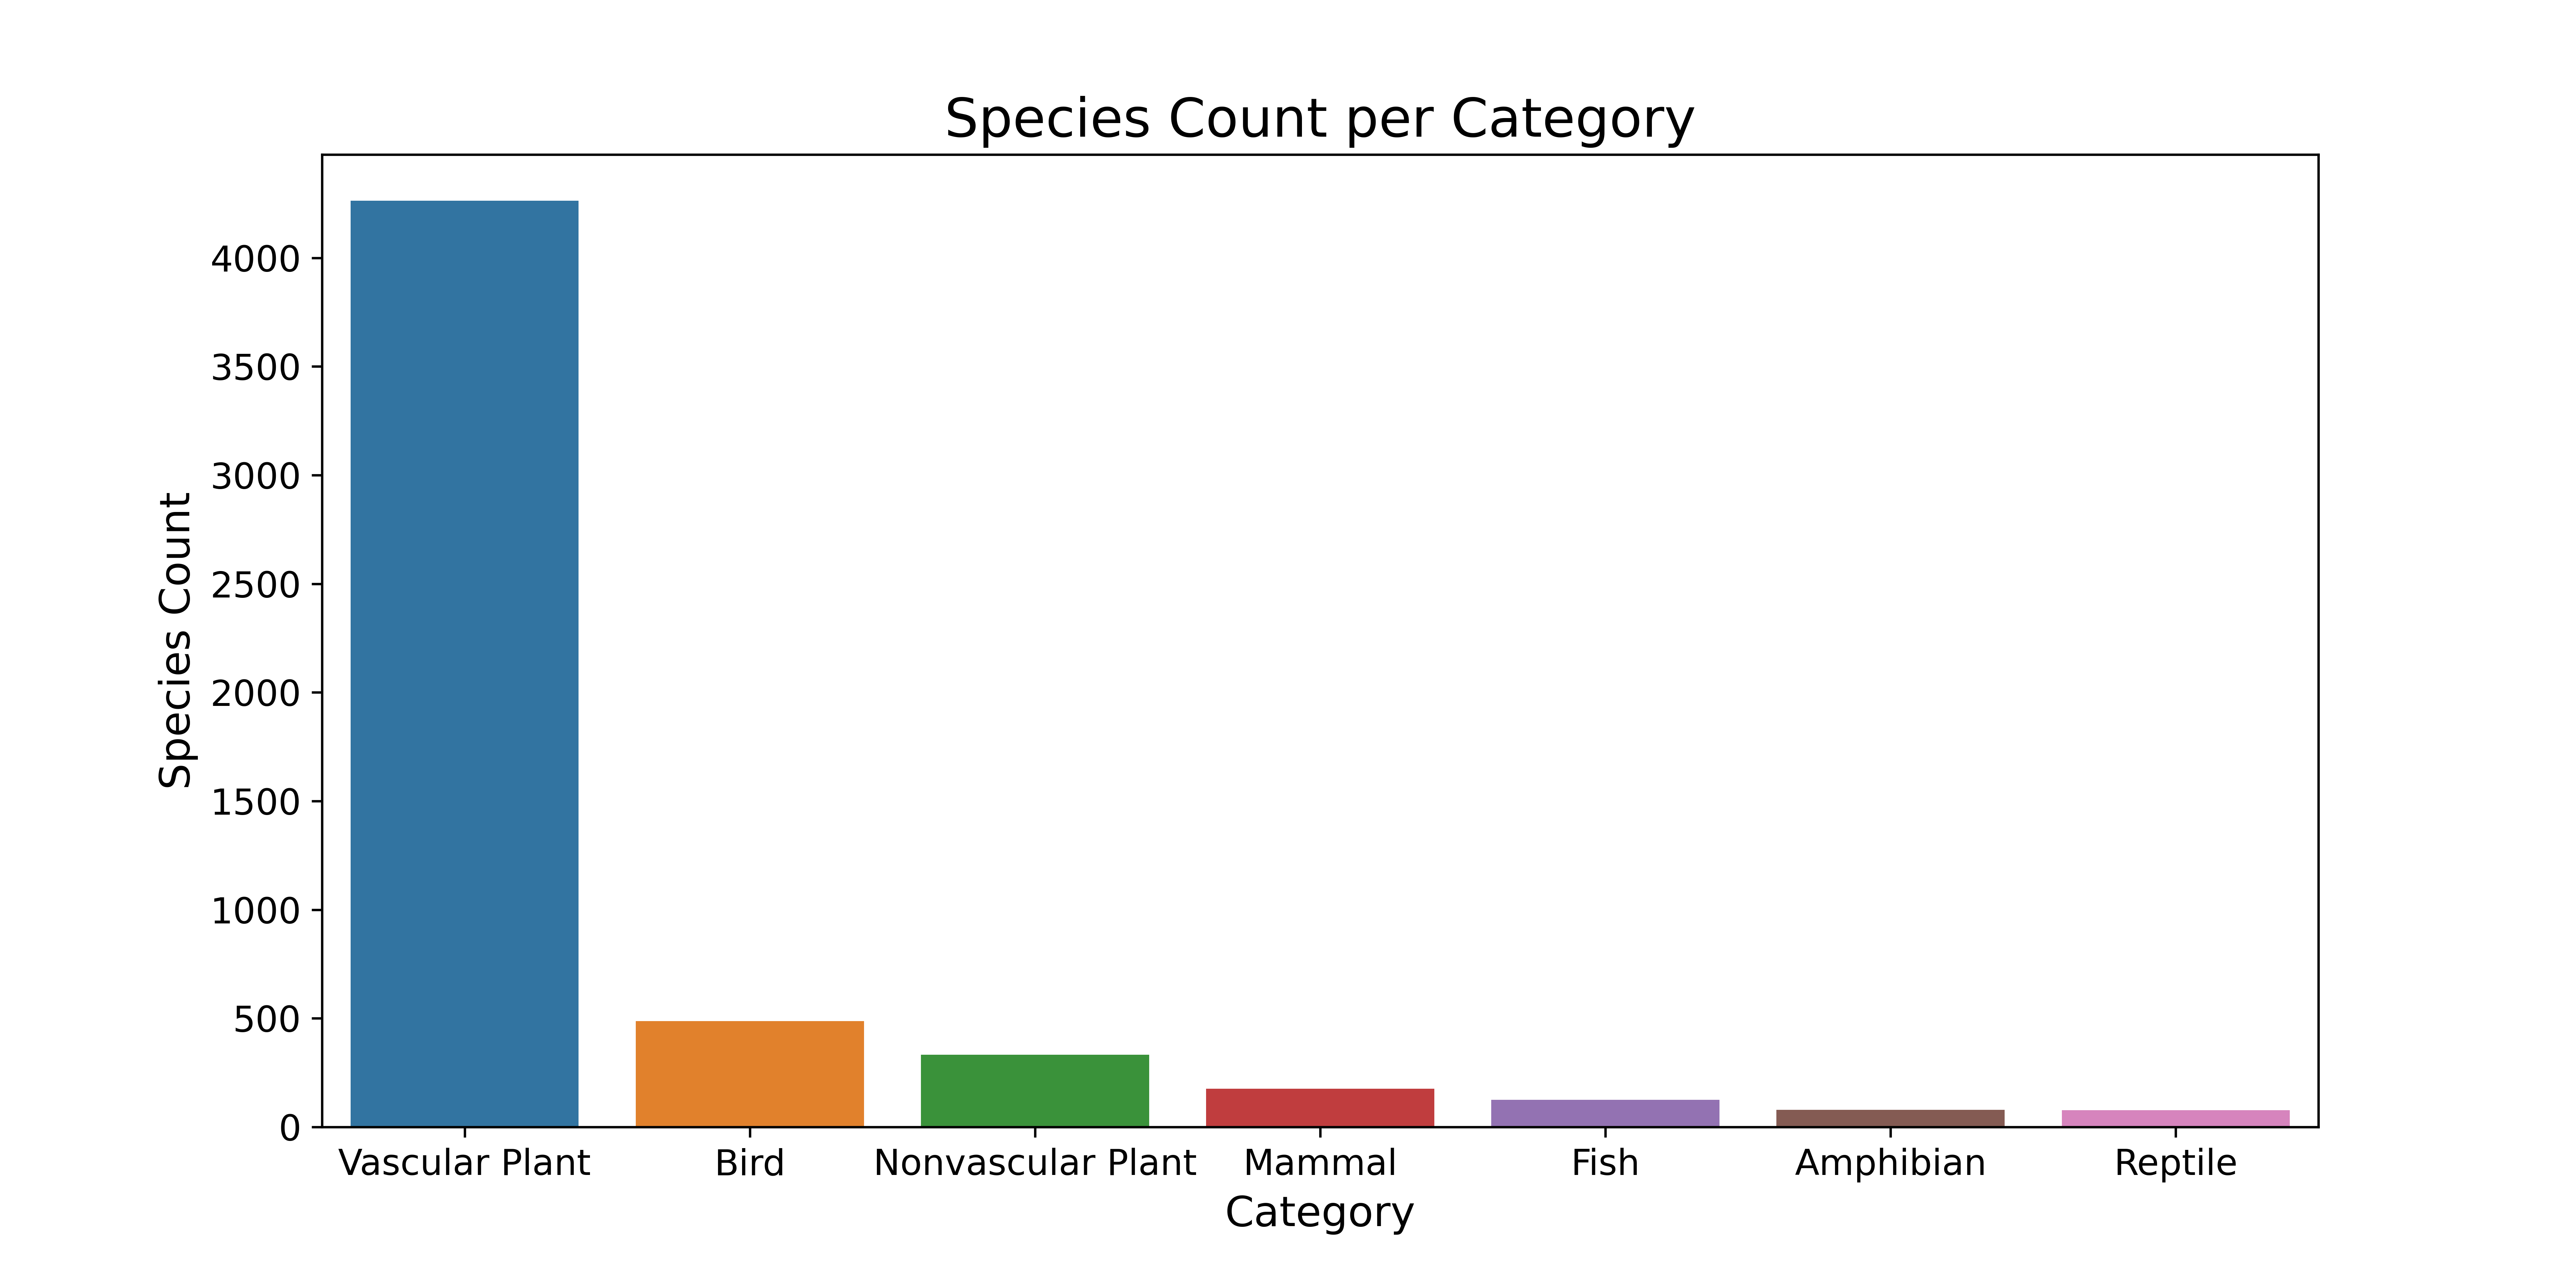 Species Count per Category
Species Count
4000
3500
3000
2500
2000
1500
1000
500
0
Vascular Plant Bird Nonvascular Plant Mammal Fish Amphibian Reptile
Category